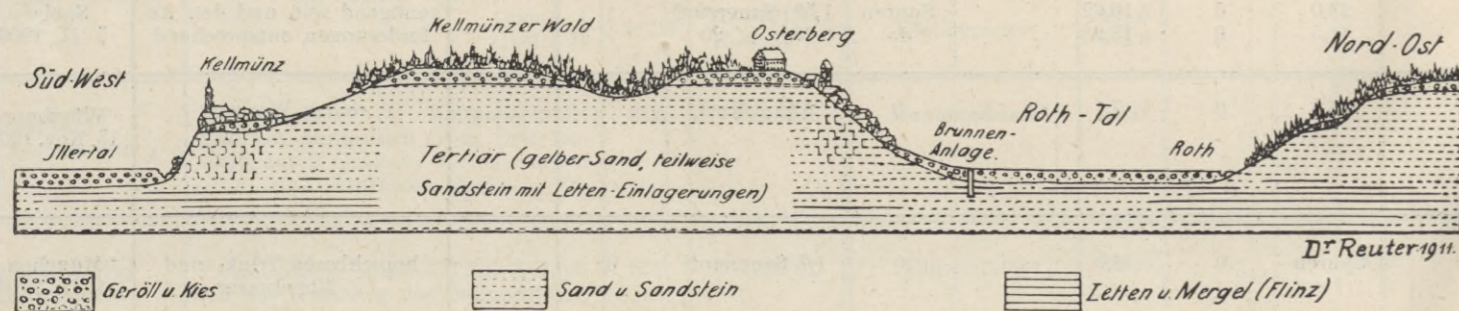 Süd-West
Kellmünz
Kellmünzer Wald
Osterberg
Nord-Ost
Illertal
Tertiär (gelber Sand, teilweise
Sandstein mit Letten-Einlagerungen)
Brunnen-
Anlage.
Roth-Tal
Roth
Dr Reuter 1911.
Geröll u. Kies
Sand u. Sandstein
Letten u. Mergel (Flinz)